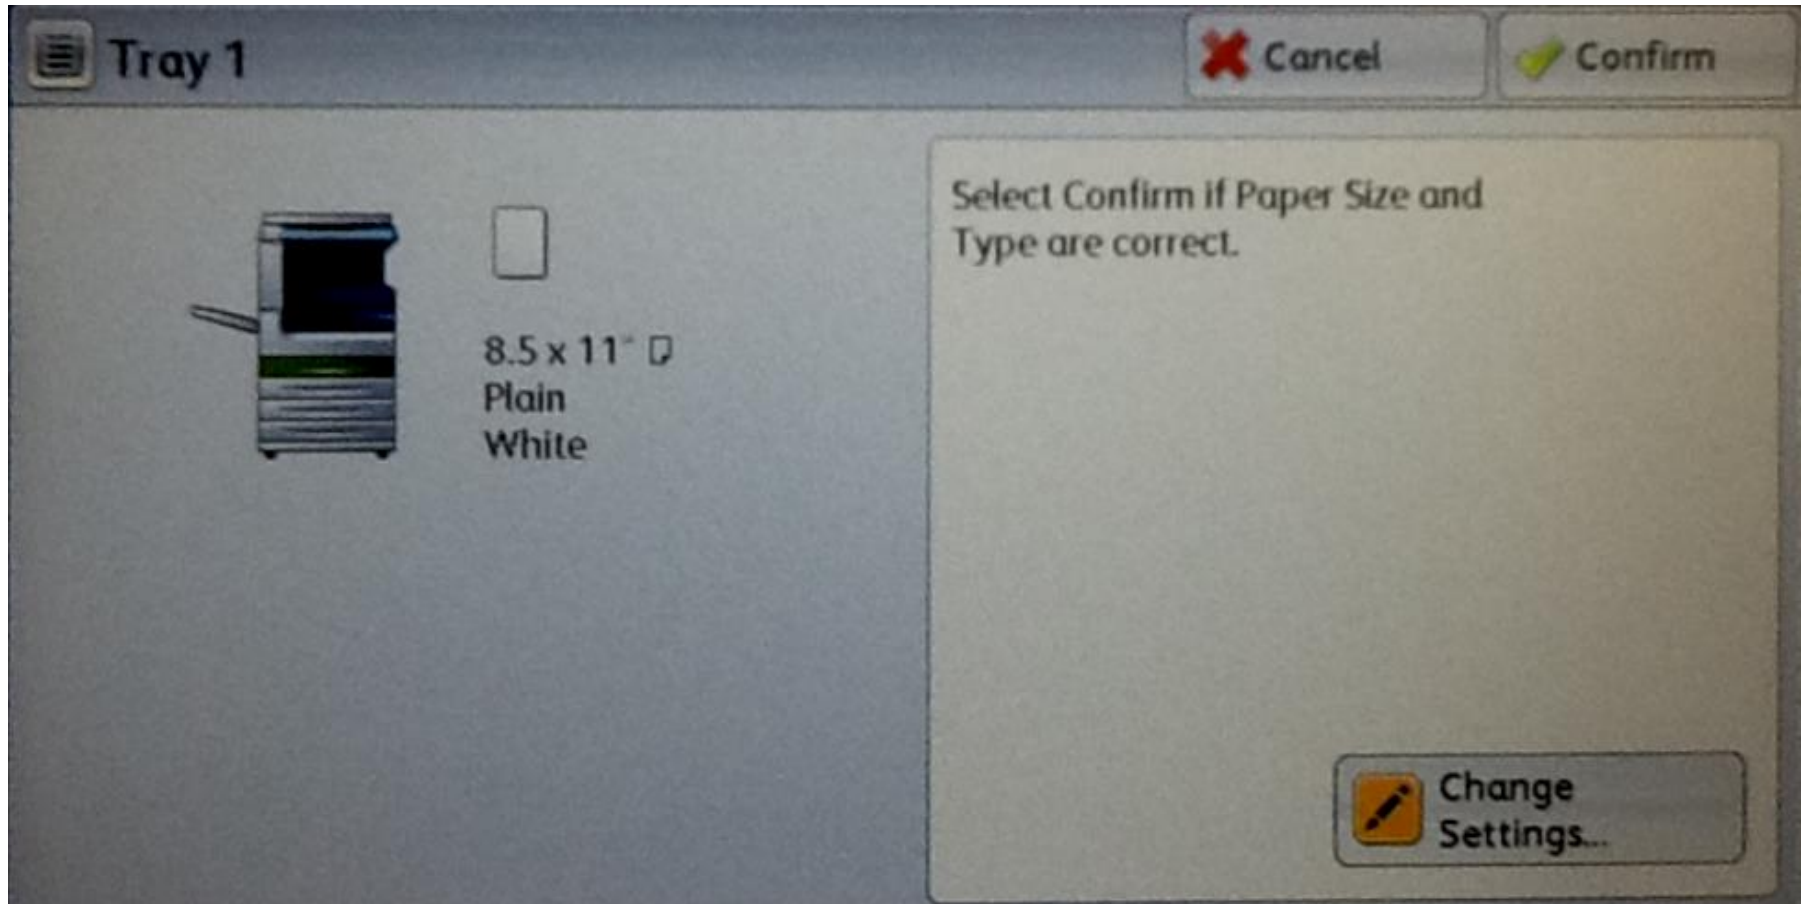 Tray 1
Cancel
Confirm
8.5 x 11"
Plain
White
Select Confirm if Paper Size and
Type are correct.
Change
Settings...